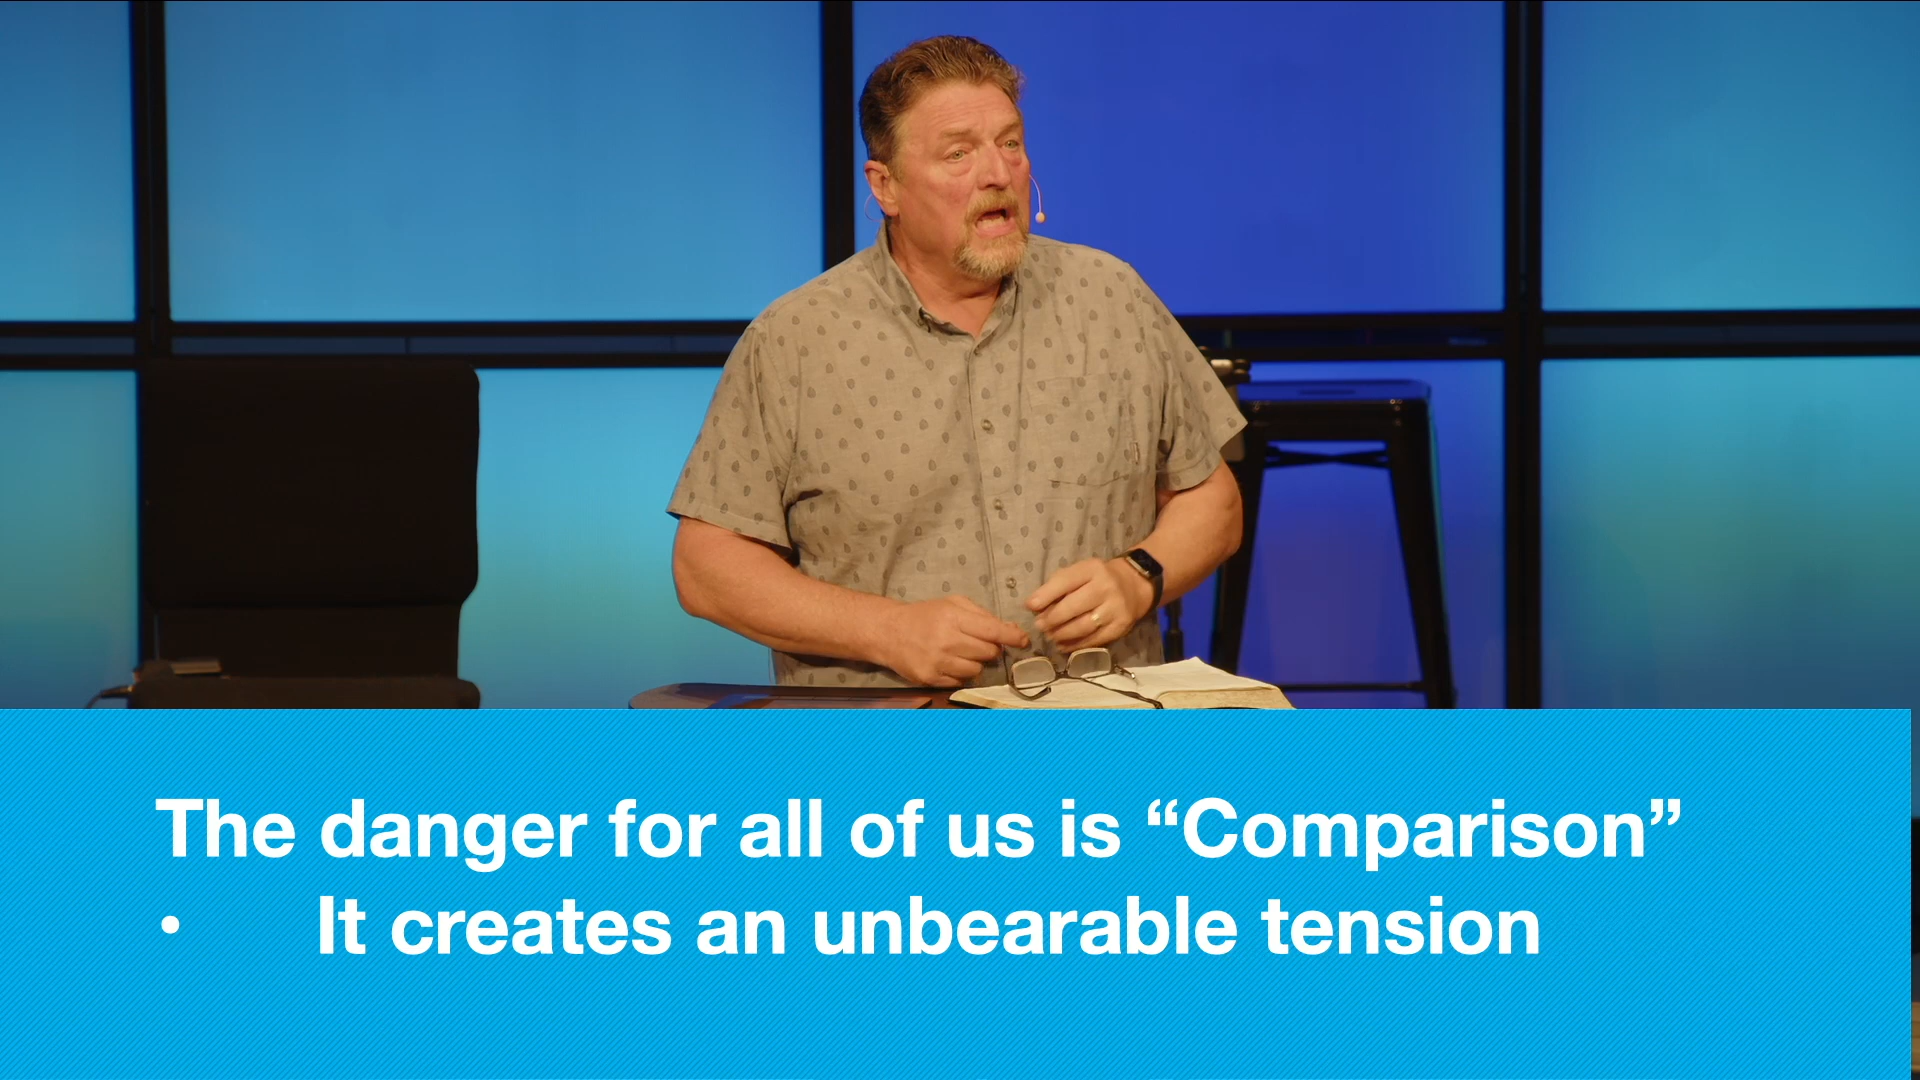 The danger for all of us is “Comparison”
• It creates an unbearable tension